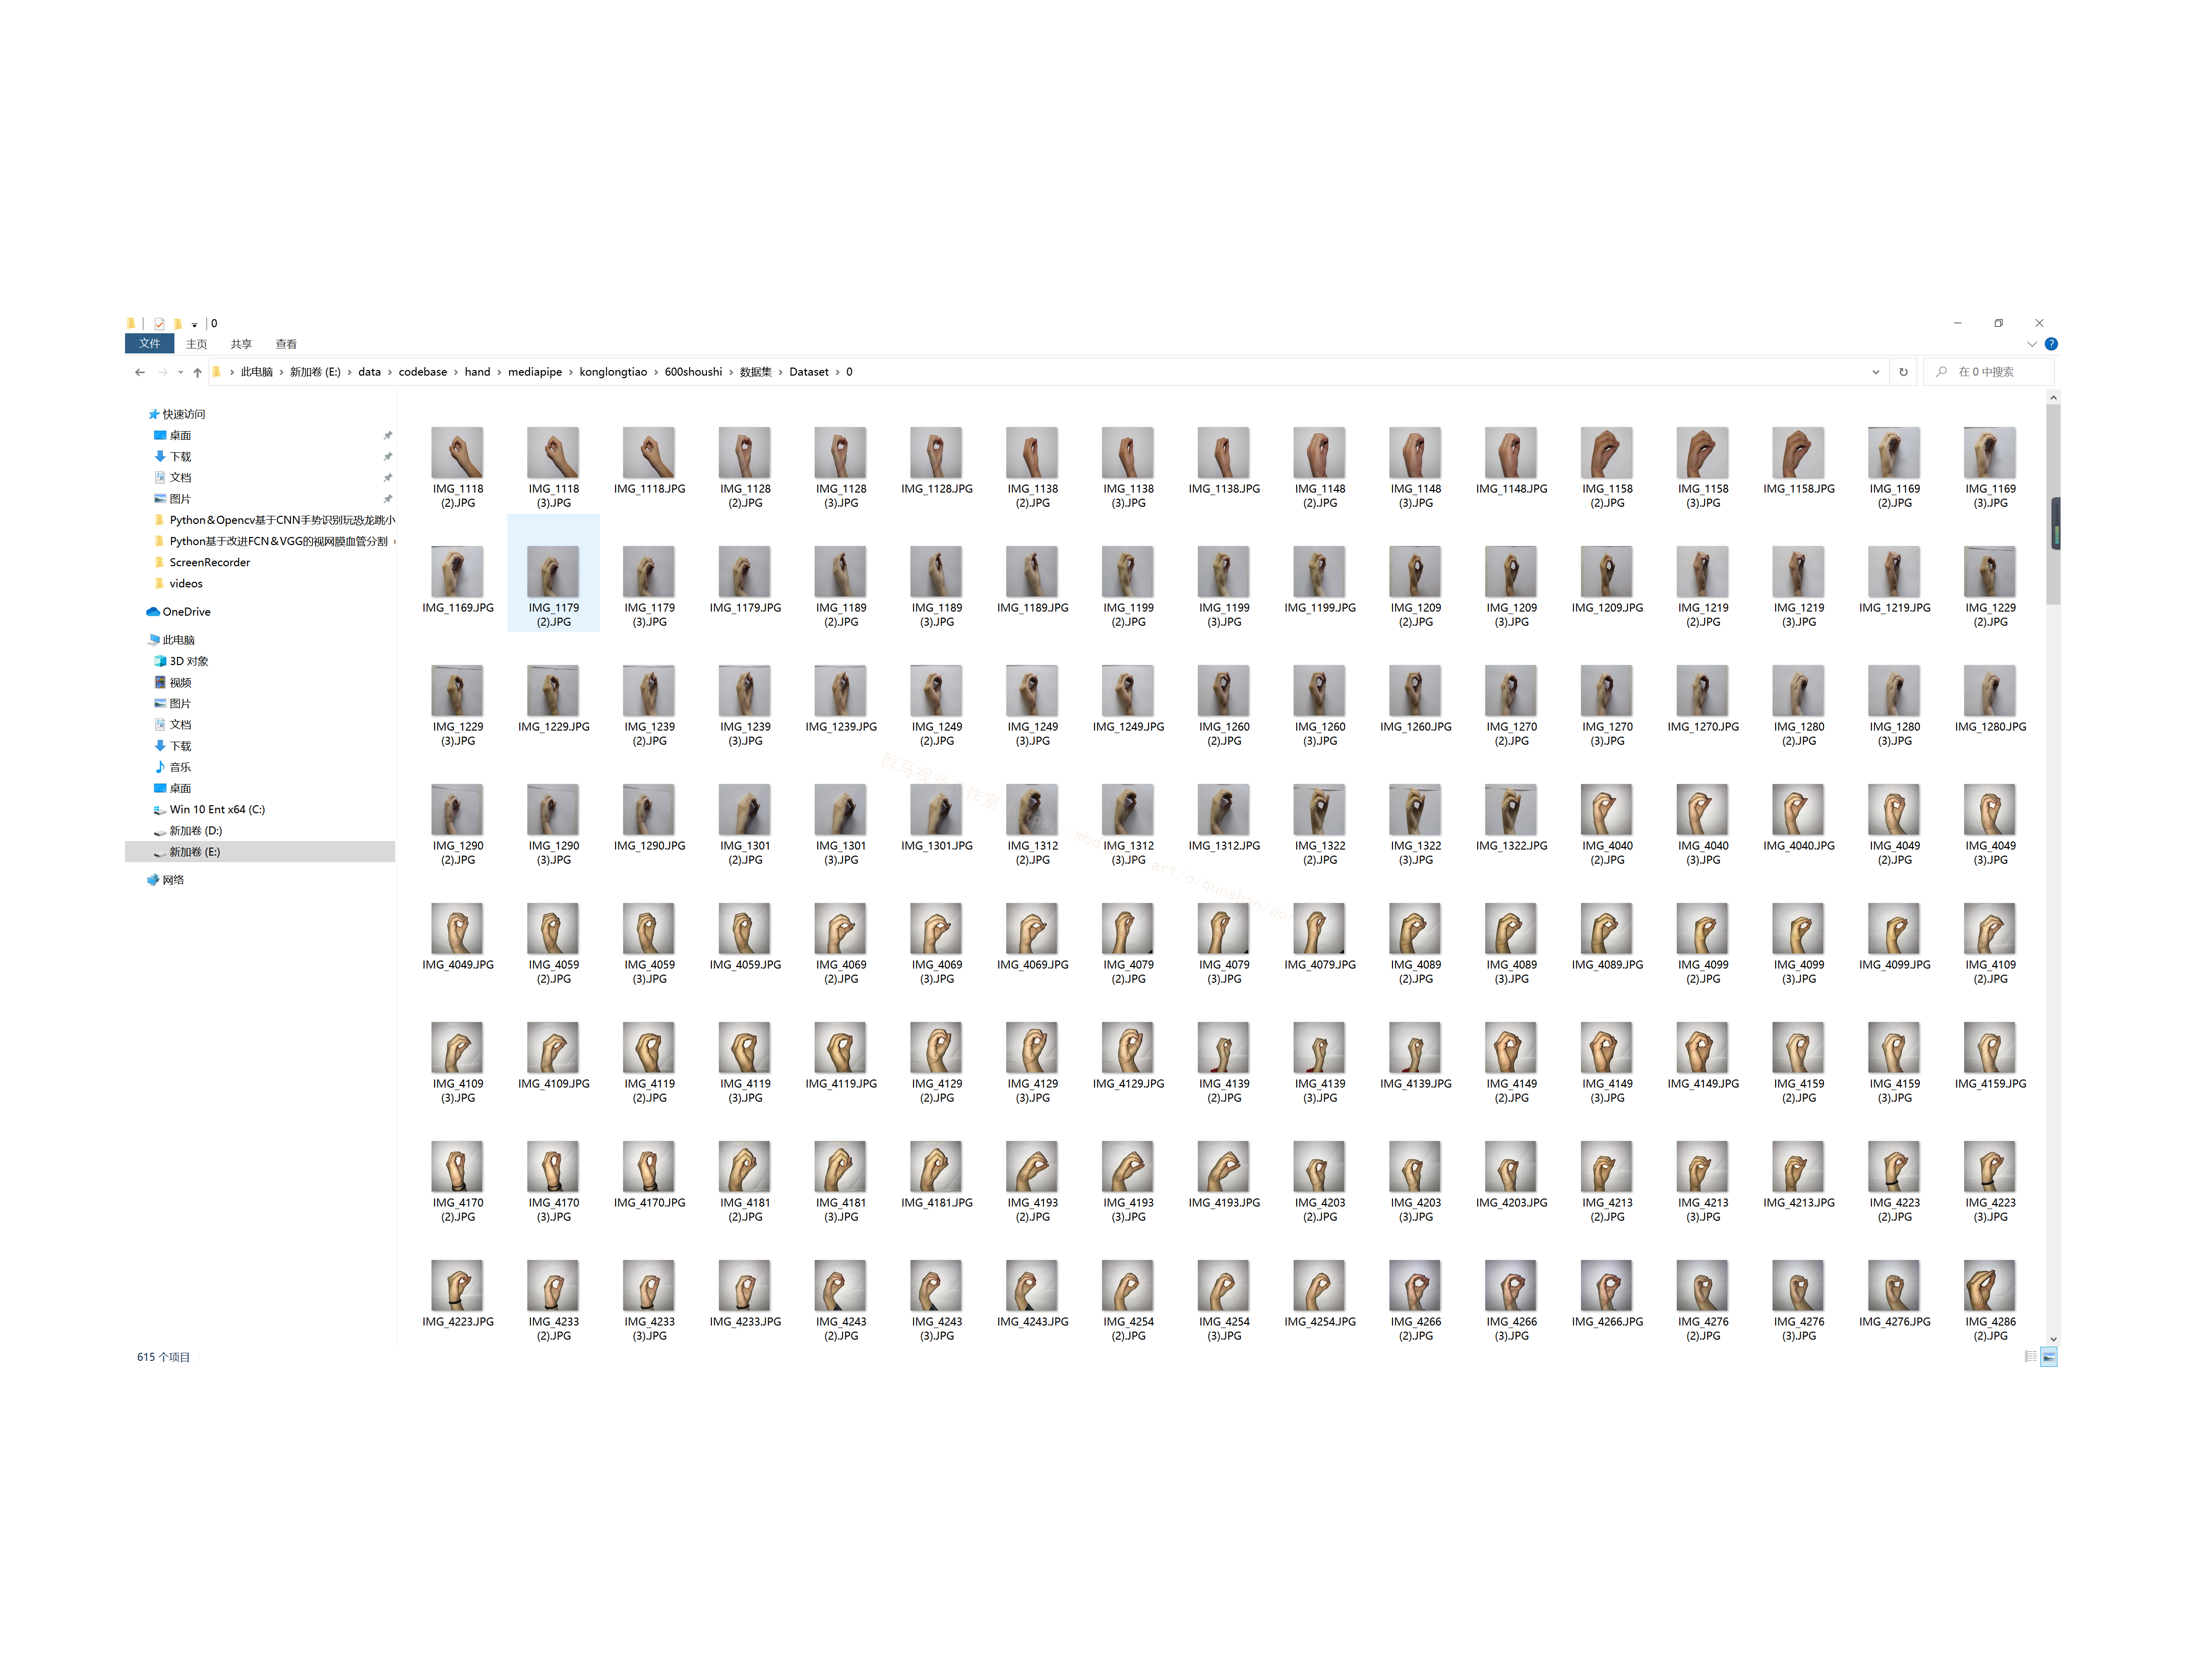 0
文件 主页 共享 查看
此电脑 新加卷 (E:) data codebase hand mediapipe konglongtiao 600shoushi 数据集 Dataset 0
在 0 中搜索
快速访问
桌面
下载
文档
图片
Python＆Opencv基于CNN手势识别玩恐龙跳小
Python基于改进FCN＆VGG的视网膜血管分割
ScreenRecorder
videos
OneDrive
此电脑
3D 对象
视频
图片
文档
下载
音乐
桌面
Win 10 Ent x64 (C:)
新加卷 (D:)
新加卷 (E:)
网络
IMG_1118 (2).JPG IMG_1118 (3).JPG IMG_1118.JPG IMG_1128 (2).JPG IMG_1128 (3).JPG IMG_1128.JPG IMG_1138 (2).JPG IMG_1138 (3).JPG IMG_1138.JPG IMG_1148 (2).JPG IMG_1148 (3).JPG IMG_1148.JPG IMG_1158 (2).JPG IMG_1158 (3).JPG IMG_1158.JPG IMG_1169 (2).JPG IMG_1169 (3).JPG
IMG_1169.JPG IMG_1179 (2).JPG IMG_1179 (3).JPG IMG_1179.JPG IMG_1189 (2).JPG IMG_1189 (3).JPG IMG_1189.JPG IMG_1199 (2).JPG IMG_1199 (3).JPG IMG_1199.JPG IMG_1209 (2).JPG IMG_1209 (3).JPG IMG_1209.JPG IMG_1219 (2).JPG IMG_1219 (3).JPG IMG_1219.JPG IMG_1229 (2).JPG
IMG_1229 (3).JPG IMG_1229.JPG IMG_1239 (2).JPG IMG_1239 (3).JPG IMG_1239.JPG IMG_1249 (2).JPG IMG_1249 (3).JPG IMG_1249.JPG IMG_1260 (2).JPG IMG_1260 (3).JPG IMG_1260.JPG IMG_1270 (2).JPG IMG_1270 (3).JPG IMG_1270.JPG IMG_1280 (2).JPG IMG_1280 (3).JPG IMG_1280.JPG
IMG_1290 (2).JPG IMG_1290 (3).JPG IMG_1290.JPG IMG_1301 (2).JPG IMG_1301 (3).JPG IMG_1301.JPG IMG_1312 (2).JPG IMG_1312 (3).JPG IMG_1312.JPG IMG_1322 (2).JPG IMG_1322 (3).JPG IMG_1322.JPG IMG_4040 (2).JPG IMG_4040 (3).JPG IMG_4040.JPG IMG_4049 (2).JPG IMG_4049 (3).JPG
IMG_4049.JPG IMG_4059 (2).JPG IMG_4059 (3).JPG IMG_4059.JPG IMG_4069 (2).JPG IMG_4069 (3).JPG IMG_4069.JPG IMG_4079 (2).JPG IMG_4079 (3).JPG IMG_4079.JPG IMG_4089 (2).JPG IMG_4089 (3).JPG IMG_4089.JPG IMG_4099 (2).JPG IMG_4099 (3).JPG IMG_4099.JPG IMG_4109 (2).JPG
IMG_4109 (3).JPG IMG_4109.JPG IMG_4119 (2).JPG IMG_4119 (3).JPG IMG_4119.JPG IMG_4129 (2).JPG IMG_4129 (3).JPG IMG_4129.JPG IMG_4139 (2).JPG IMG_4139 (3).JPG IMG_4139.JPG IMG_4149 (2).JPG IMG_4149 (3).JPG IMG_4149.JPG IMG_4159 (2).JPG IMG_4159 (3).JPG IMG_4159.JPG
IMG_4170 (2).JPG IMG_4170 (3).JPG IMG_4170.JPG IMG_4181 (2).JPG IMG_4181 (3).JPG IMG_4181.JPG IMG_4193 (2).JPG IMG_4193 (3).JPG IMG_4193.JPG IMG_4203 (2).JPG IMG_4203 (3).JPG IMG_4203.JPG IMG_4213 (2).JPG IMG_4213 (3).JPG IMG_4213.JPG IMG_4223 (2).JPG IMG_4223 (3).JPG
IMG_4223.JPG IMG_4233 (2).JPG IMG_4233 (3).JPG IMG_4233.JPG IMG_4243 (2).JPG IMG_4243 (3).JPG IMG_4243.JPG IMG_4254 (2).JPG IMG_4254 (3).JPG IMG_4254.JPG IMG_4266 (2).JPG IMG_4266 (3).JPG IMG_4266.JPG IMG_4276 (2).JPG IMG_4276 (3).JPG IMG_4276.JPG IMG_4286 (2).JPG
615 个项目